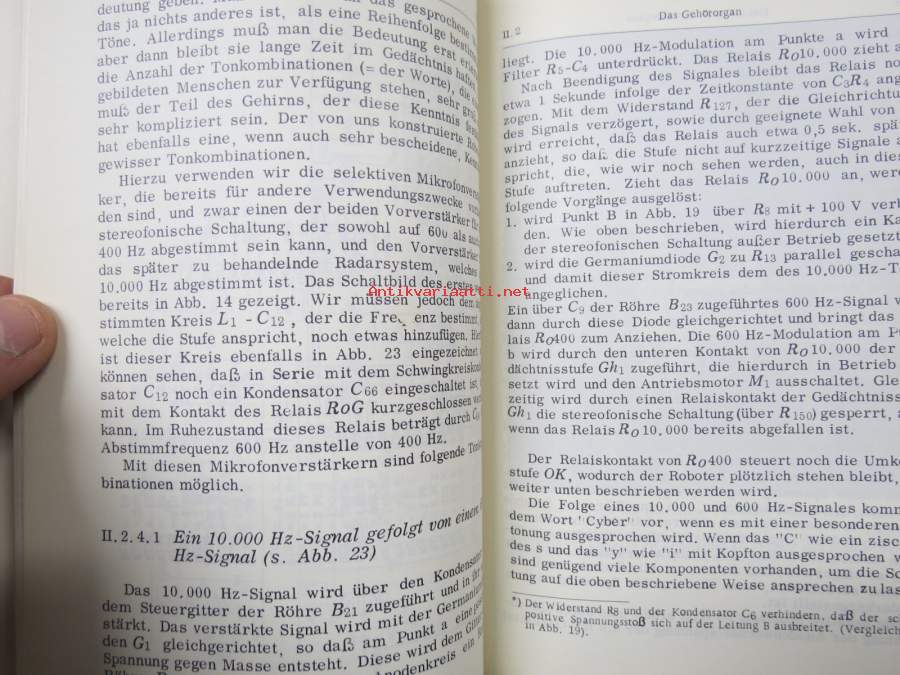 deutung geben. das gesprochene
das ja nichts anderes ist, als eine Reihenfolge
Töne. Allerdings muß man die Bedeutung erst
aber dann bleibt sie lange Zeit im Gedächtnis haften,
die Anzahl der Tonkombinationen (= der Worte), die
gebildeten Menschen zur Verfügung stehen, sehr groß
muß der Teil des Gehirns, der diese Kenntnis
sehr kompliziert sein. Der von uns konstruierte
hat ebenfalls eine, wenn auch sehr bescheidene,
gewisser Tonkombinationen.
Hierzu verwenden wir die selektiven
ker, die bereits für andere Verwendungszwecke
den sind, und zwar einen der beiden Vorverstärker für
stereofonische Schaltung, der sowohl auf 600 als auch
400 Hz abgestimmt sein kann, und den Vorverstärker
das später zu behandelnde Radarsystem, welches
10.000 Hz abgestimmt ist. Das Schaltbild des ersten
bereits in Abb. 14 gezeigt. Wir müssen jedoch dem
stimmten Kreis L1 - C12 , der die Fre enz bestimmt,
welche die Stufe anspricht, noch etwas hinzufügen.
ist dieser Kreis ebenfalls in Abb. 23 eingezeichnet.
können sehen, daß in Serie mit dem
sator C12 noch ein Kondensator C66 eingeschaltet ist,
mit dem Kontakt des Relais RoG kurzgeschlossen
kann. Im Ruhezustand dieses Relais beträgt durch
Abstimmfrequenz 600 Hz anstelle von 400 Hz.
Mit diesen Mikrofonverstärkern sind folgende
binationen möglich.
II.2.4.1 Ein 10.000 Hz-Signal gefolgt von einem
Hz-Signal (s. Abb. 23)
Das 10.000 Hz-Signal wird über den
dem Steuergitter der Röhre B21 zugeführt und in
stärkt. Das verstärkte Signal wird mit der
den G1 gleichgerichtet, so daß am Punkt a eine
Spannung gegen Masse entsteht. Diese wird dem
ein
II.2 Das Gehörorgan
liegt. Die 10.000 Hz-Modulation am Punkte a wird
Filter R5-C4 unterdrückt. Das Relais Ro10.000 zieht
Nach Beendigung des Signales bleibt das Relais
etwa 1 Sekunde infolge der Zeitkonstante von C3R4
zogen. Mit dem Widerstand R127, der die
des Signals verzögert, sowie durch geeignete Wahl von
wird erreicht, daß das Relais auch etwa 0,5 sek.
anzieht, so daß die Stufe nicht auf kurzzeitige Signale
spricht, die, wie wir noch sehen werden, auch in
Stufe auftreten. Zieht das Relais Ro10.000 an,
folgende Vorgänge ausgelöst:
1. wird Punkt B in Abb. 19 über R8 mit + 100 V
den. Wie oben beschrieben, wird hierdurch ein
der stereofonischen Schaltung außer Betrieb
2. wird die Germaniumdiode G2 zu R13 parallel
und damit dieser Stromkreis dem des 10.000
angeglichen.
Ein über C9 der Röhre B23 zugeführtes 600 Hz-Signal
dann durch diese Diode gleichgerichtet und bringt das
lais Ro400 zum Anziehen. Die 600 Hz-Modulation am
b wird durch den unteren Kontakt von Ro10.000 der
dächtnisstufe Gh1 zugeführt, die hierdurch in Betrieb
setzt wird und den Antriebsmotor M1 ausschaltet.
zeitig wird durch einen Relaiskontakt der
Gh1 die stereofonische Schaltung (über R150) gesperrt,
wenn das Relais Ro10.000 bereits abgefallen ist.
Der Relaiskontakt von Ro400 steuert noch die
stufe OK, wodurch der Roboter plötzlich stehen bleibt,
weiter unten beschrieben werden wird.
Die Folge eines 10.000 und 600 Hz-Signales
dem Wort "Cyber" vor, wenn es mit einer besonderen
tonung ausgesprochen wird. Wenn das "C" wie ein
des s und das "y" wie "i" mit Kopfton ausgesprochen
sind genügend viele Komponenten vorhanden, um die
tung auf die oben beschriebene Weise ansprechen zu
*) Der Widerstand R8 und der Kondensator C6 verhindern, daß der
positive Spannungsstoß sich auf der Leitung B ausbreitet.
in Abb. 19).
Antikvariaatti.net